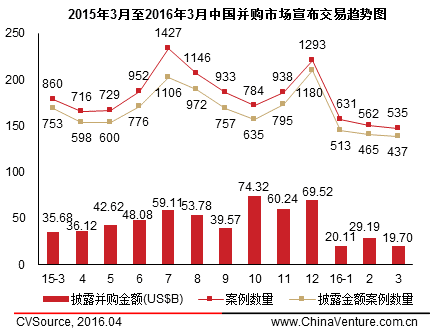 2015年3月至2016年3月中国并购市场宣布交易趋势图
250
200
150
100
50
0
860 716 729 952 1427 1146 933 784 938 1293 631 562 535
753 598 600 776 1106 972 757 635 795 1180 513 465 437
35.68 36.12 42.62 48.08 59.11 53.78 39.57 74.32 60.24 69.52 20.11 29.19 19.70
15-3 4 5 6 7 8 9 10 11 12 16-1 2 3
披露并购金额(US$B) 案例数量 披露金额案例数量
CVSource, 2016.04 www.ChinaVenture.com.cn